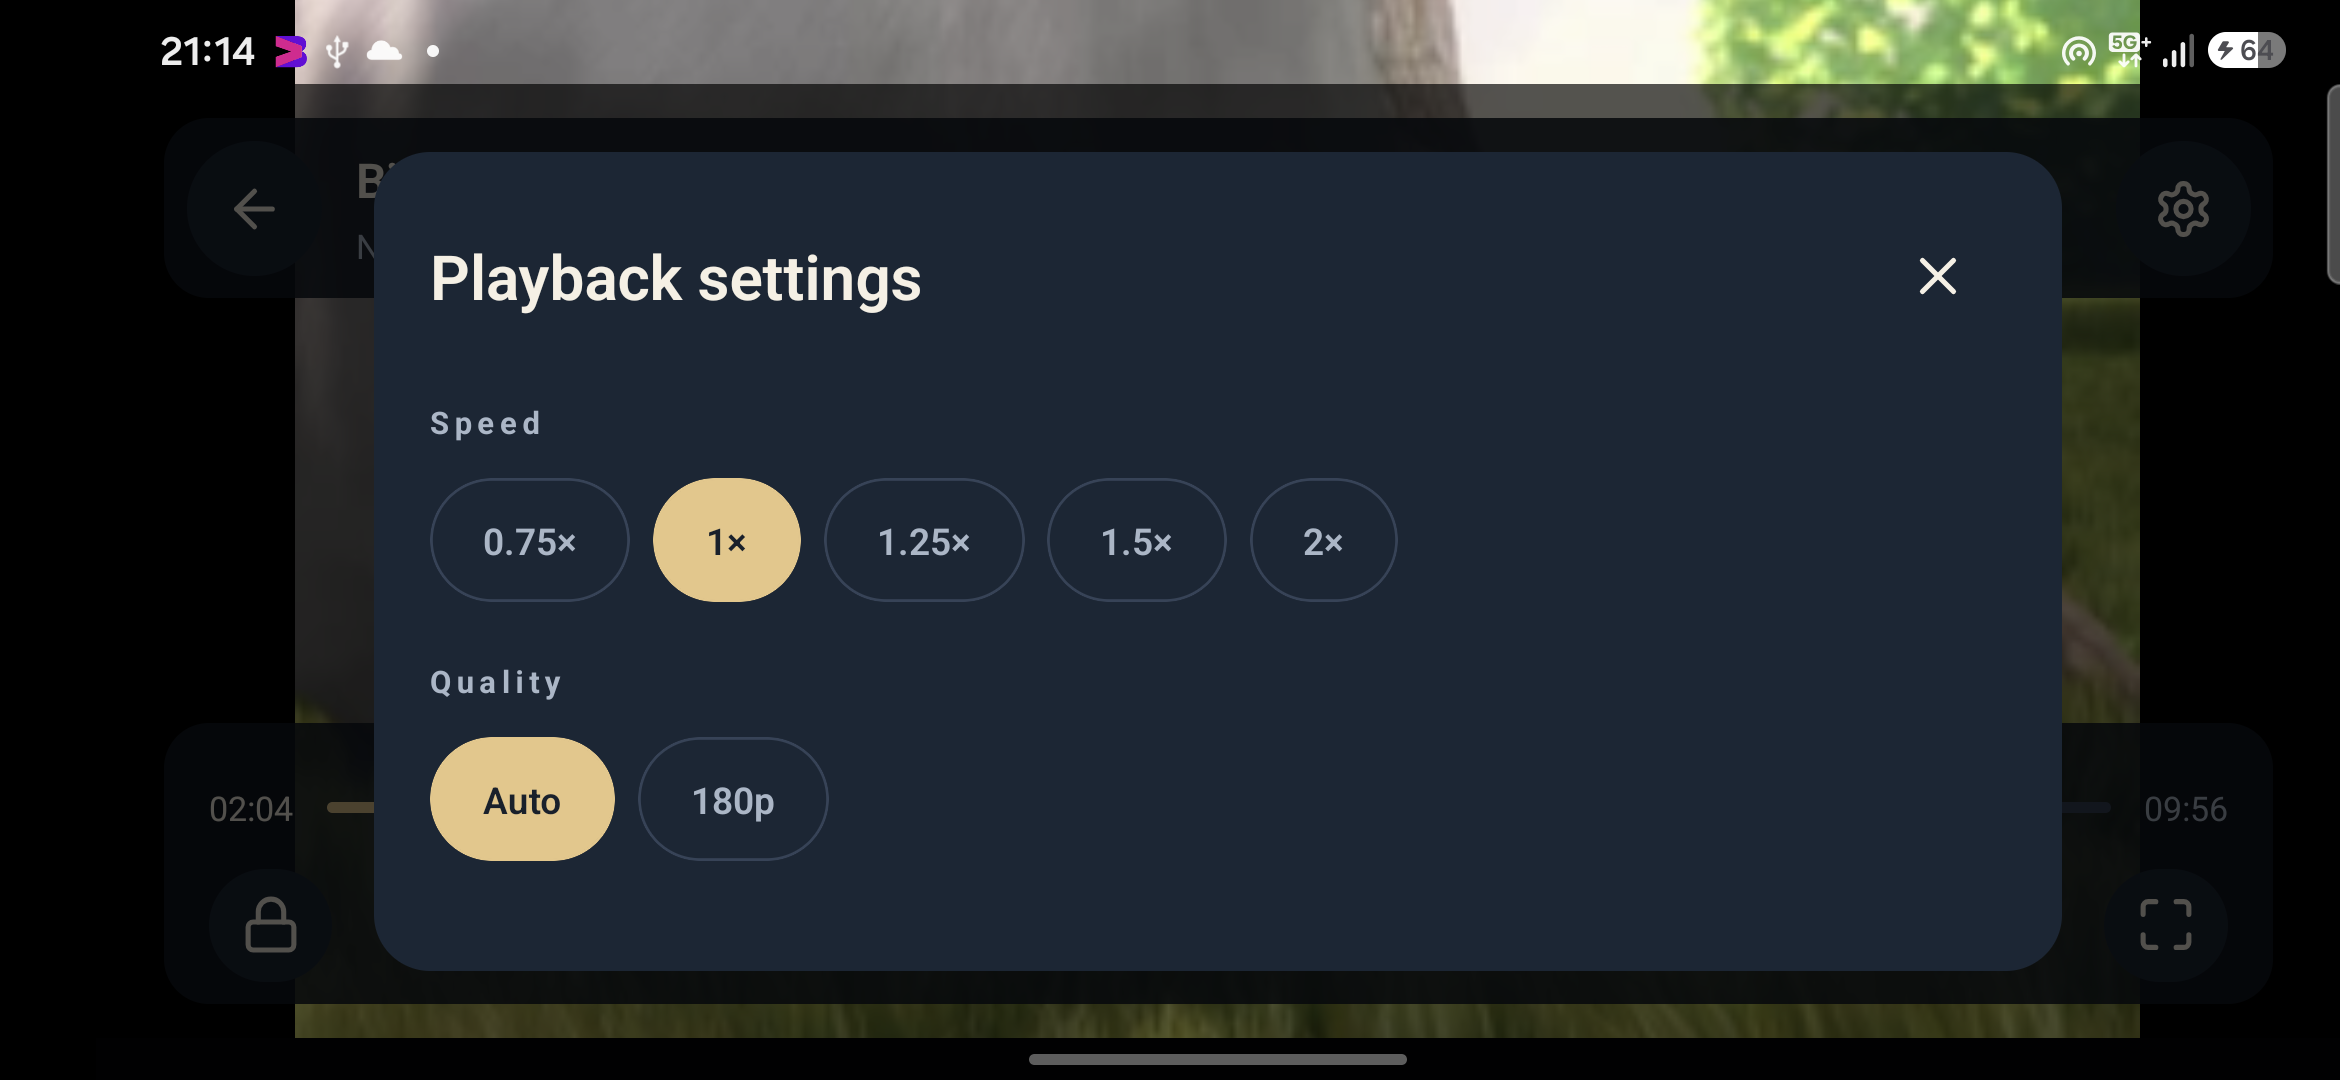 21:14
5G+
64
Playback settings
Speed
0.75×
1×
1.25×
1.5×
2×
Quality
Auto
180p
02:04
09:56